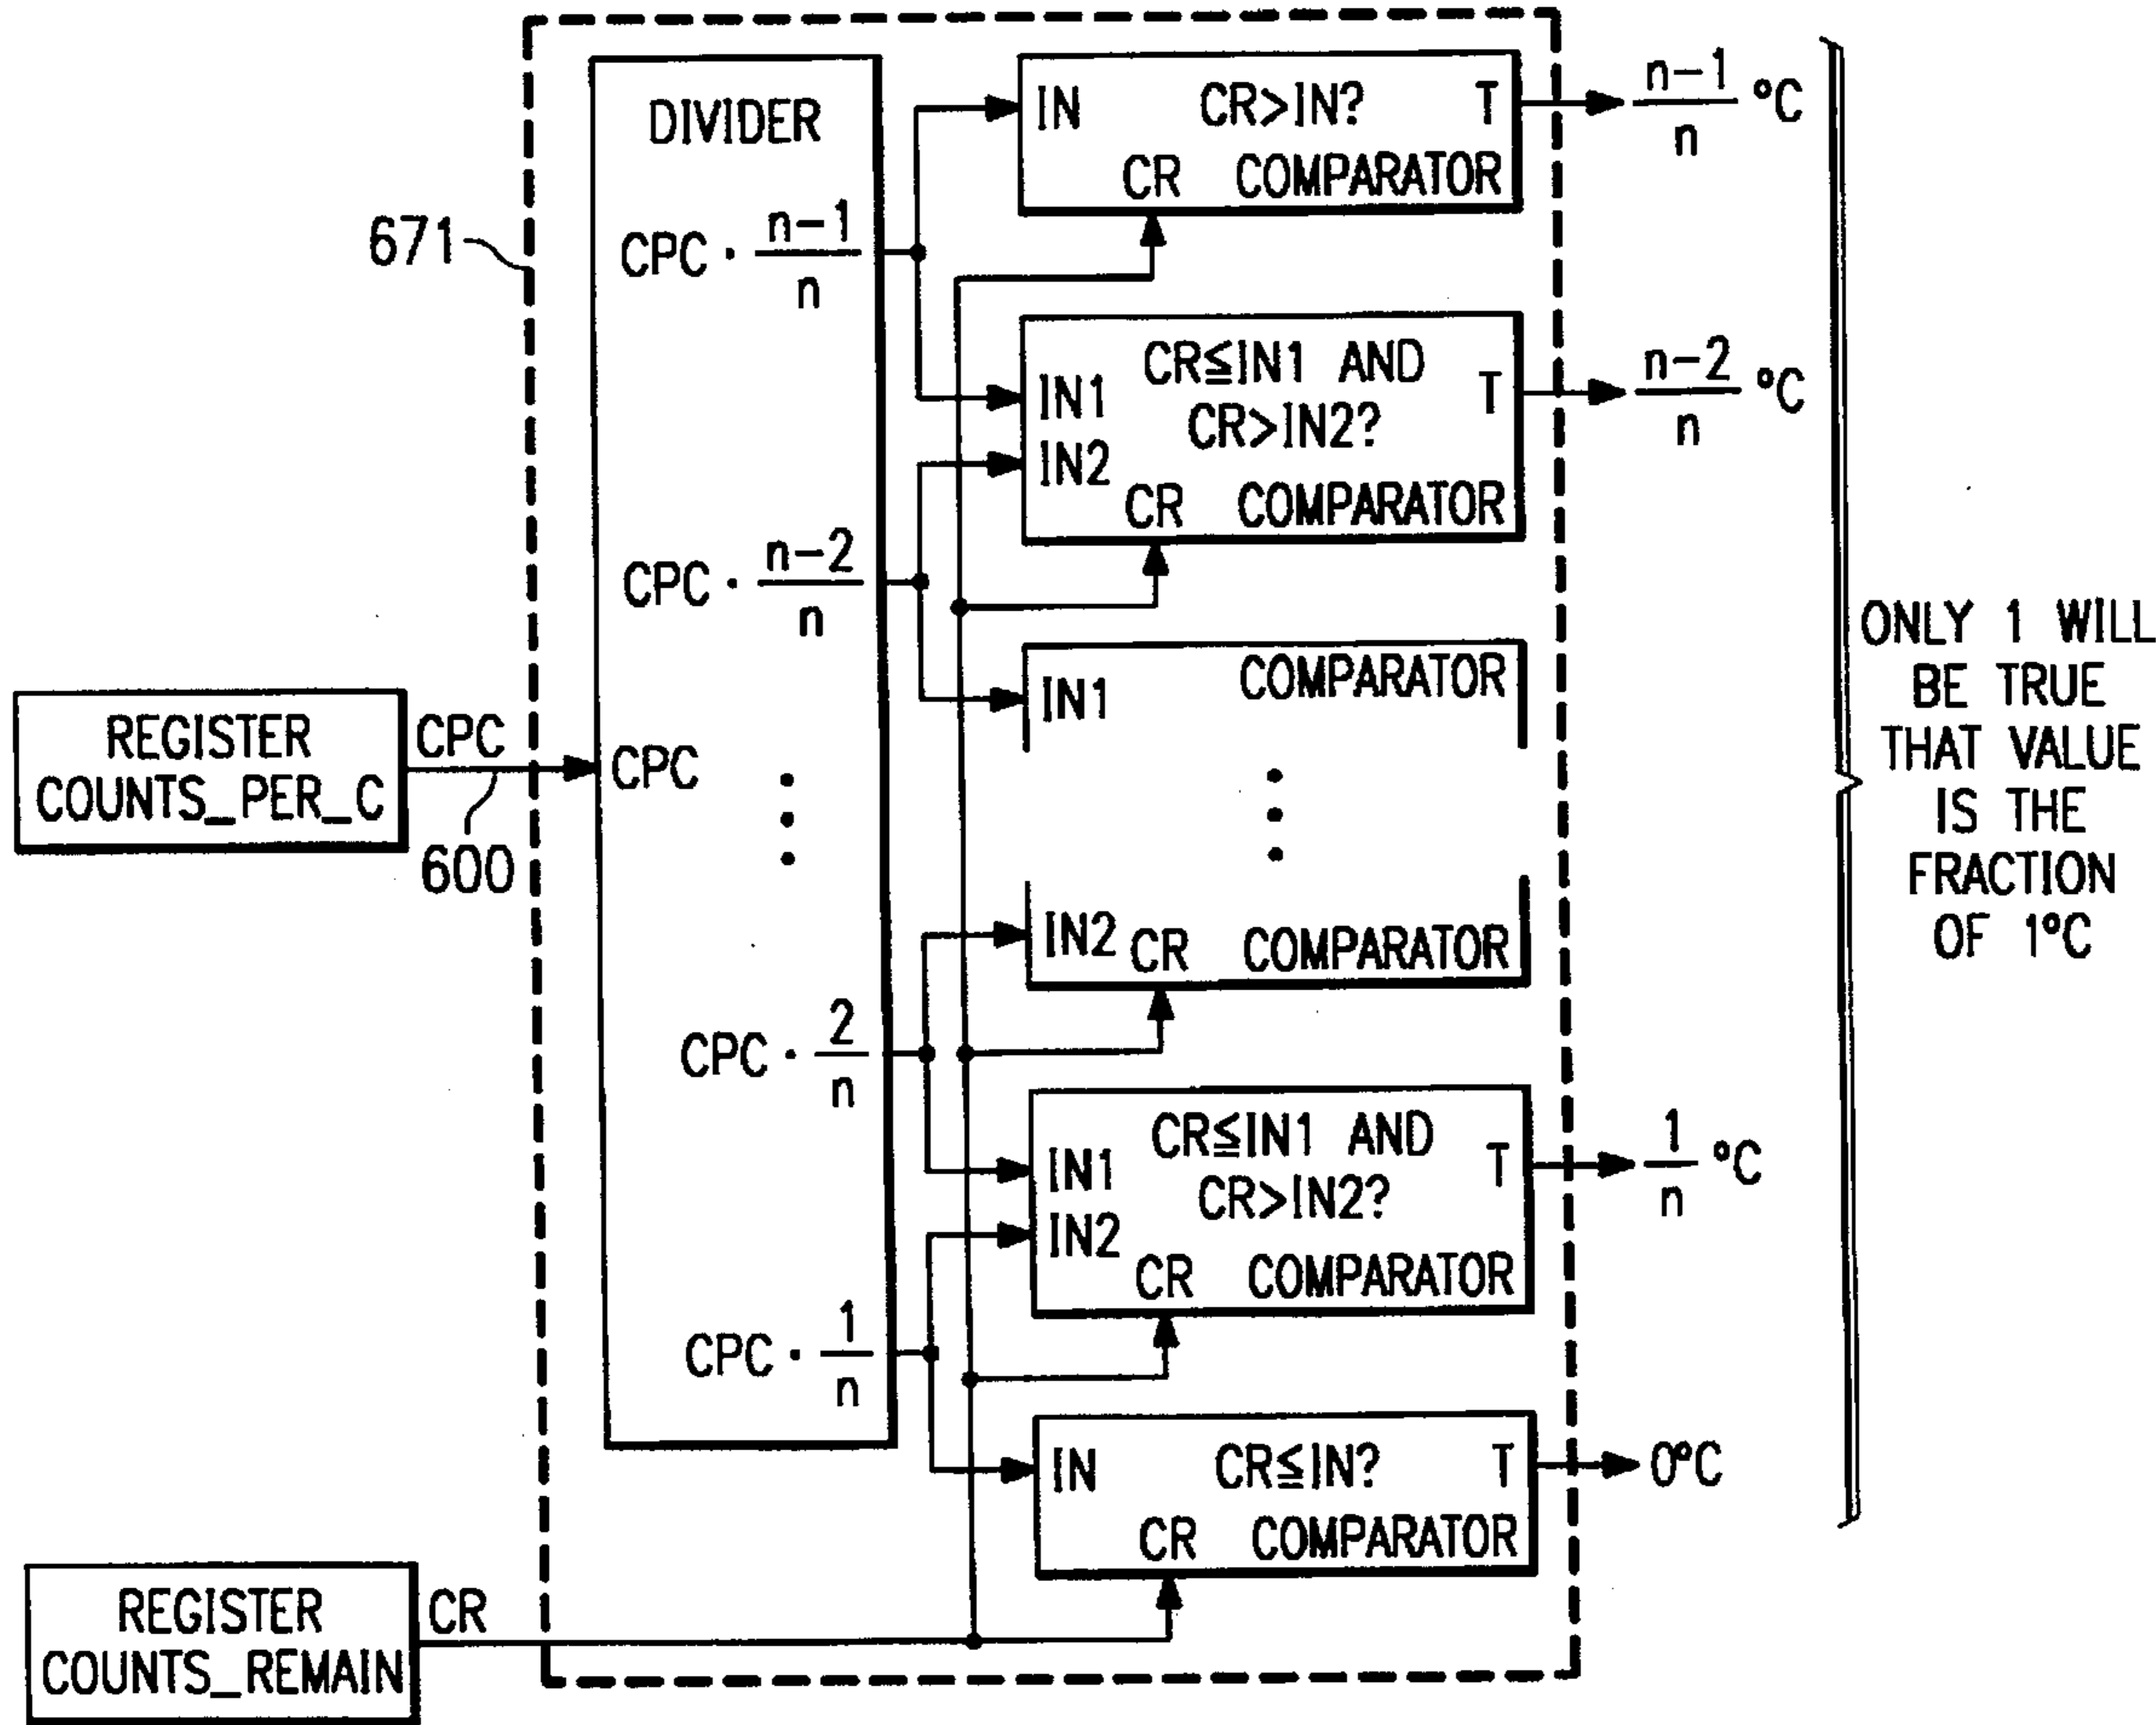 671
DIVIDER
CPC · n-1/n
CPC · n-2/n
CPC
CPC · 2/n
CPC · 1/n
REGISTER
COUNTS_PER_C
CPC
600
REGISTER
COUNTS_REMAIN
CR
IN CR>IN? T
CR COMPARATOR
n-1/n °C
CR≦IN1 AND
IN1 T
CR>IN2?
IN2
CR COMPARATOR
n-2/n °C
COMPARATOR
IN1
IN2
CR COMPARATOR
CR≦IN1 AND
IN1 T
CR>IN2?
IN2
CR COMPARATOR
1/n °C
IN CR≦IN? T
CR COMPARATOR
0°C
ONLY 1 WILL
BE TRUE
THAT VALUE
IS THE
FRACTION
OF 1°C